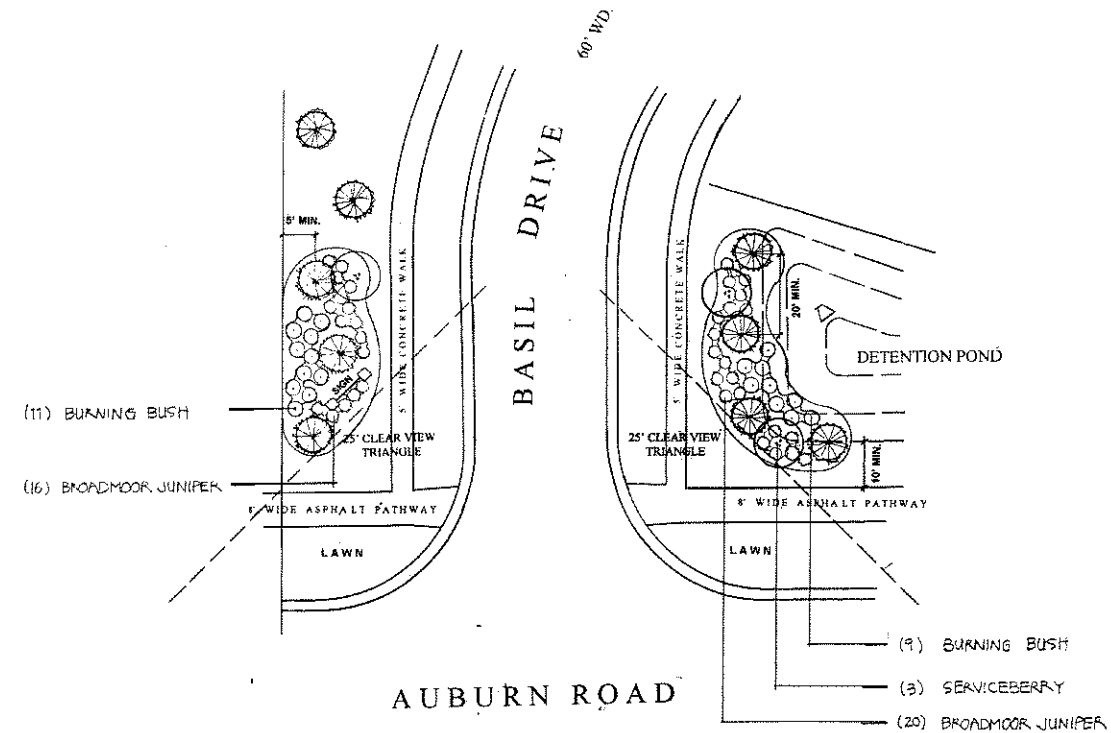 60' WD.
BASIL DRIVE
5' MIN.
5' WIDE CONCRETE WALK
5' WIDE CONCRETE WALK
20' MIN.
DETENTION POND
SIGN
(11) BURNING BUSH
25' CLEAR VIEW
TRIANGLE
25' CLEAR VIEW
TRIANGLE
10' MIN.
(16) BROADMOOR JUNIPER
8' WIDE ASPHALT PATHWAY
8' WIDE ASPHALT PATHWAY
LAWN
LAWN
(9) BURNING BUSH
(3) SERVICEBERRY
(20) BROADMOOR JUNIPER
AUBURN ROAD